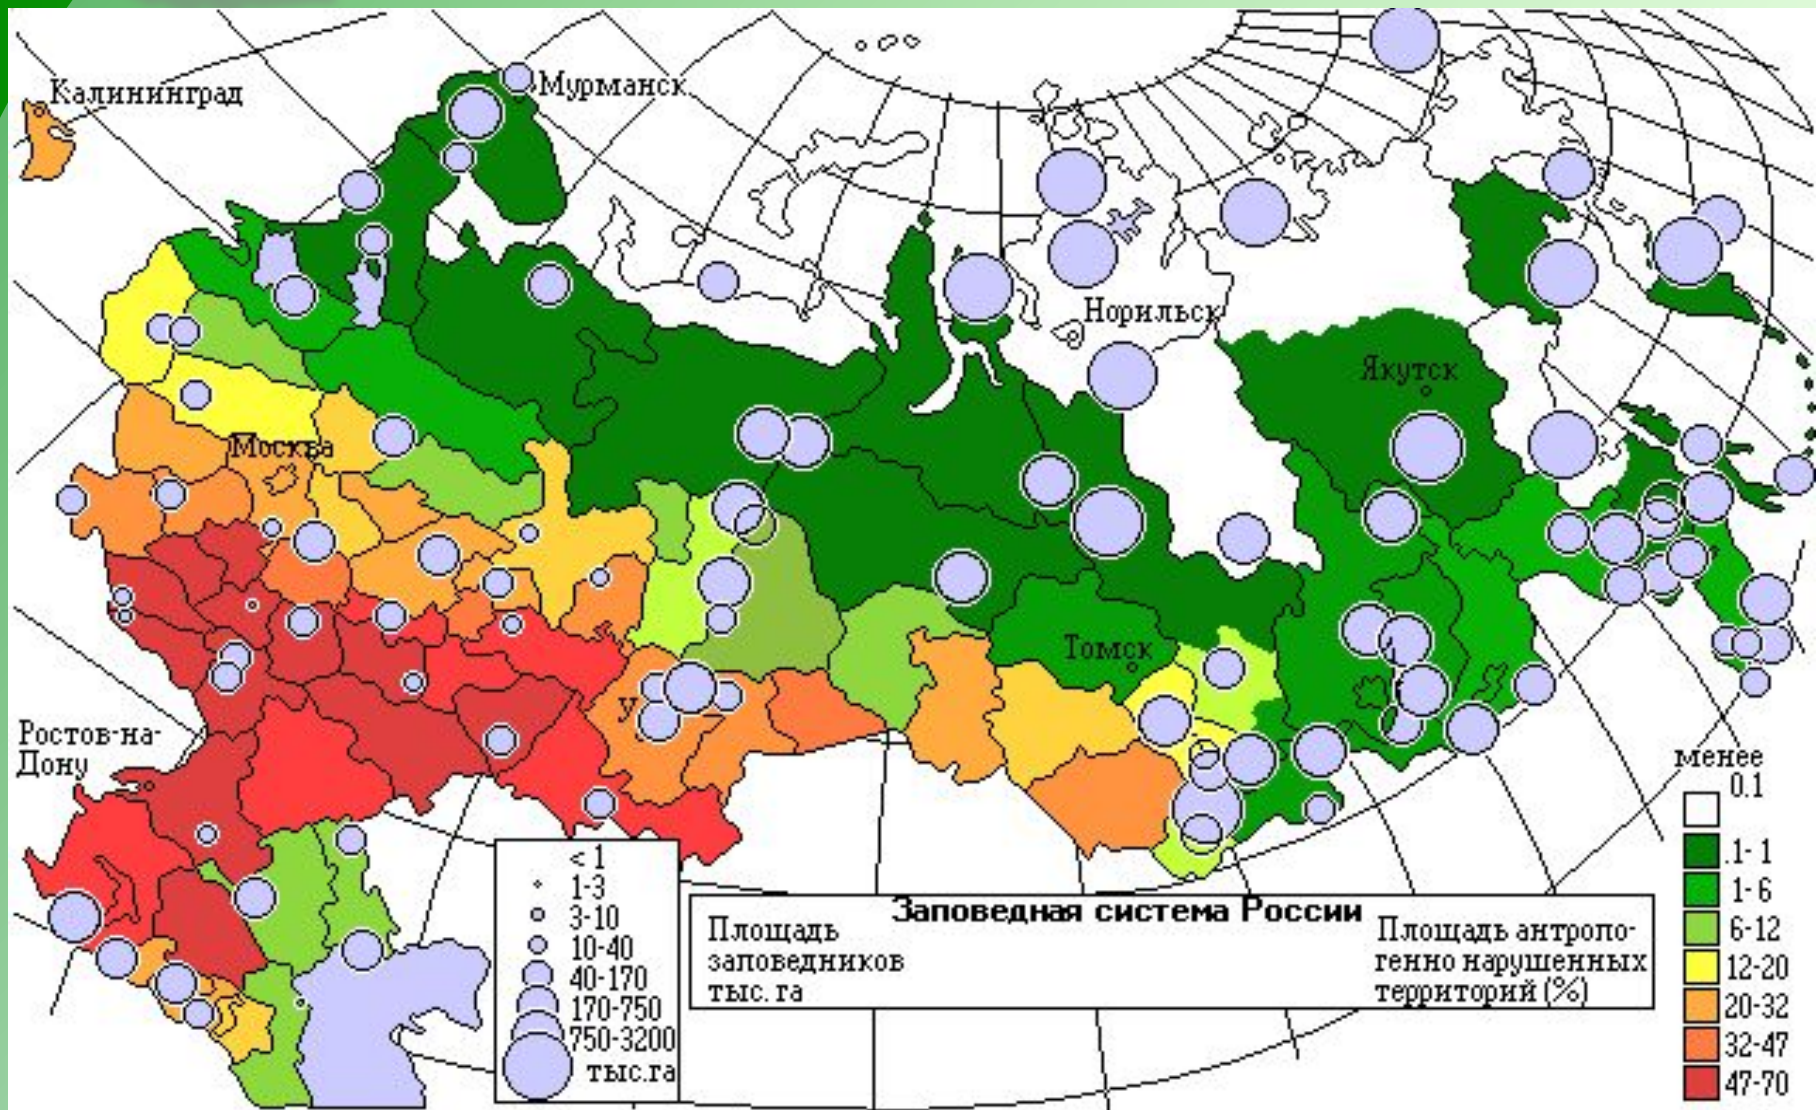 Калининград
Мурманск
Норильск
Якутск
Москва
Томск
У
Ростов-на-
Дону
< 1
1-3
3-10
10-40
40-170
170-750
750-3200
тыс.га
Заповедная система России
Площадь
заповедников
тыс. га
Площадь антропо-
генно нарушенных
территорий (%)
менее
0.1
.1- 1
1-6
6-12
12-20
20-32
32-47
47-70